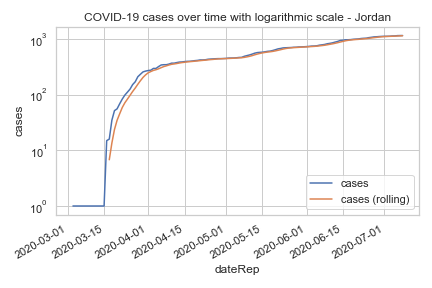 COVID-19 cases over time with logarithmic scale - Jordan
10³
10²
10¹
10⁰
cases
cases
cases (rolling)
2020-03-01
2020-03-15
2020-04-01
2020-04-15
2020-05-01
2020-05-15
2020-06-01
2020-06-15
2020-07-01
dateRep